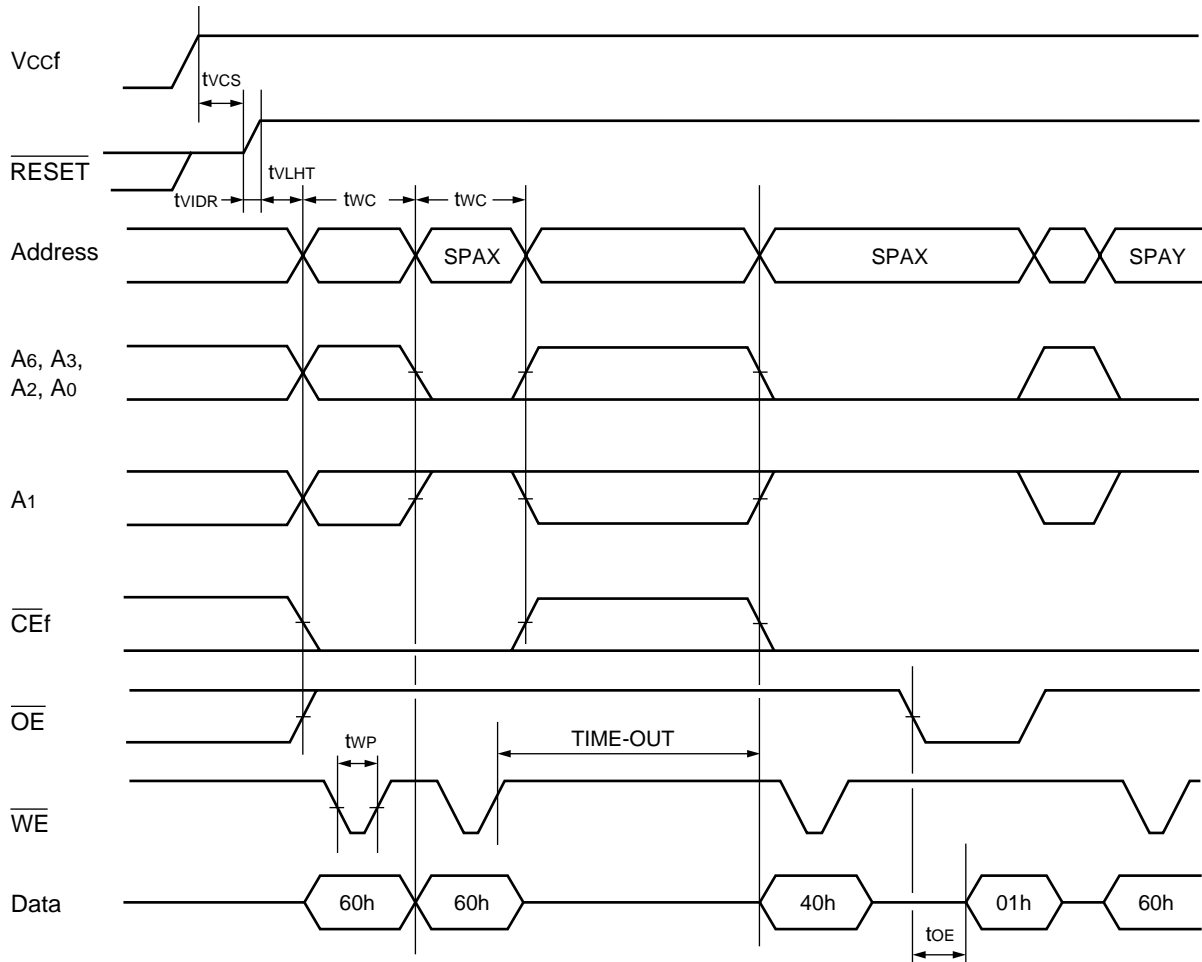 VCCf
tVCS
RESET
tVLHT
tVIDR
tWC
tWC
Address
SPAX
SPAX
SPAY
A6, A3,
A2, A0
A1
CEf
OE
tWP
TIME-OUT
WE
Data
60h
60h
40h
01h
60h
tOE